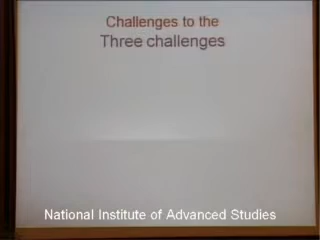 Challenges to the
Three challenges
National Institute of Advanced Studies